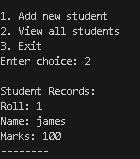 1. Add new student
2. View all students
3. Exit
Enter choice: 2
Student Records:
Roll: 1
Name: james
Marks: 100
--------